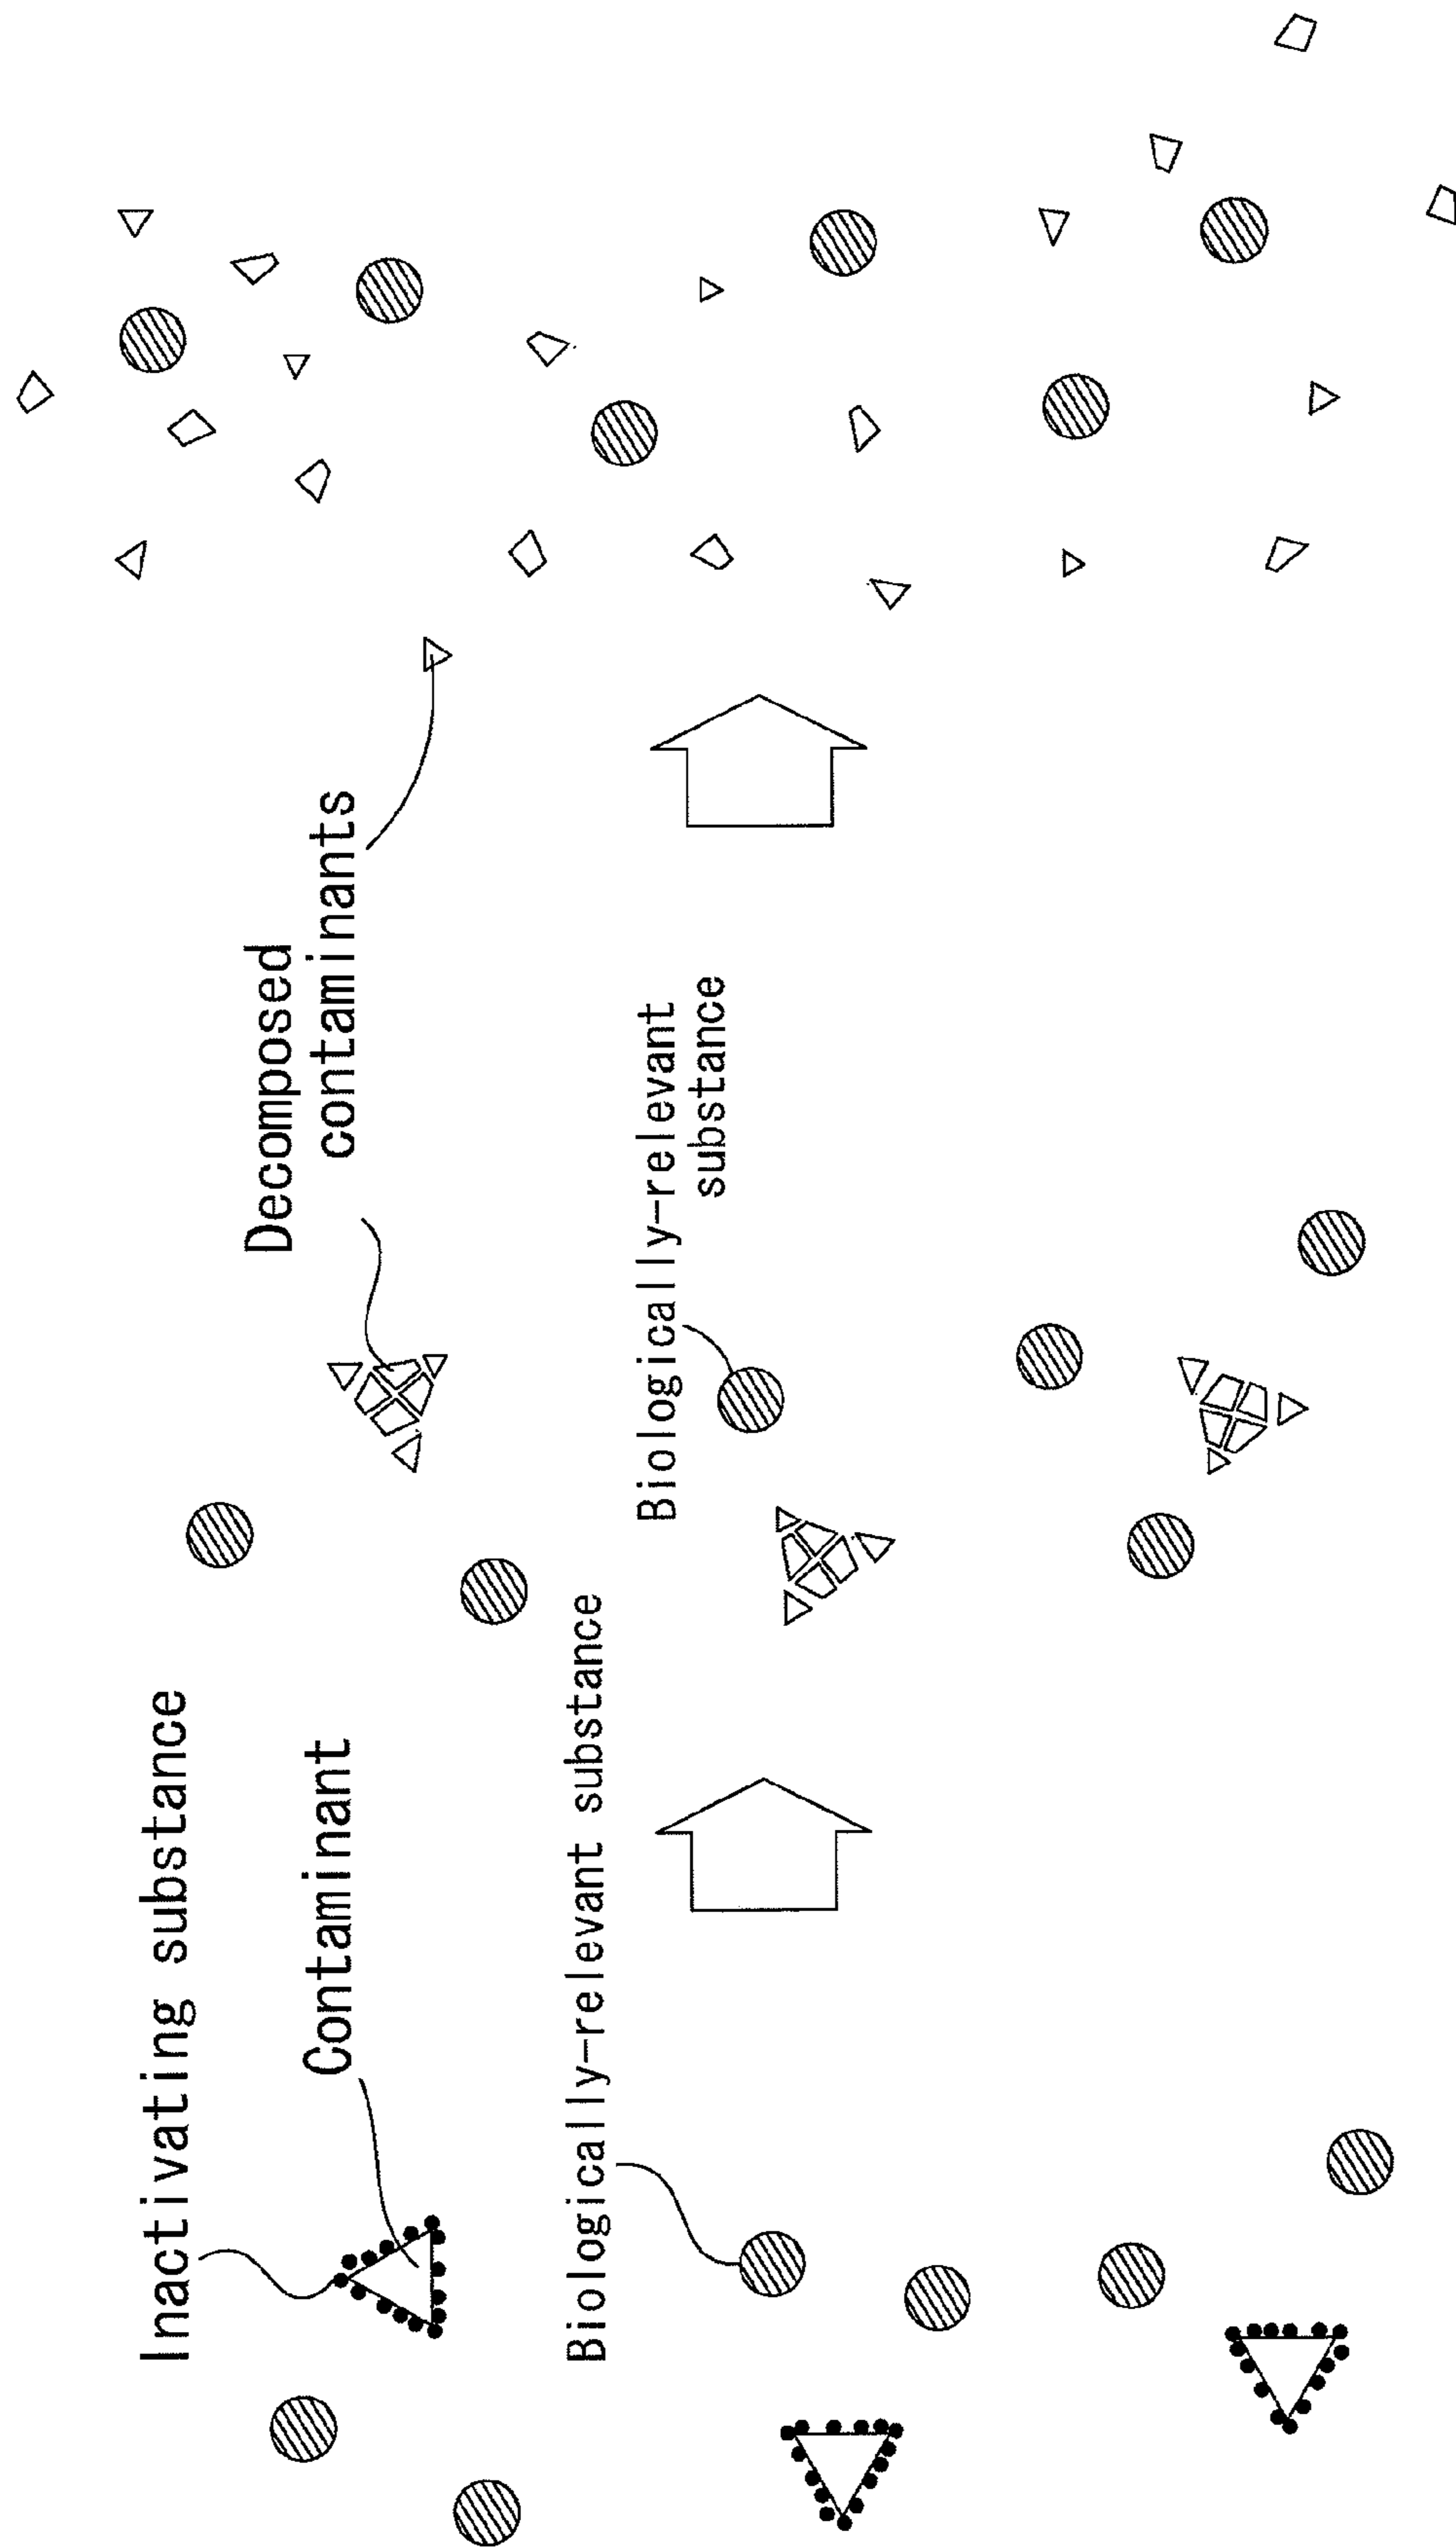 Inactivating substance
Contaminant
Biologically-relevant substance
Decomposed
contaminants
Biologically-relevant
substance